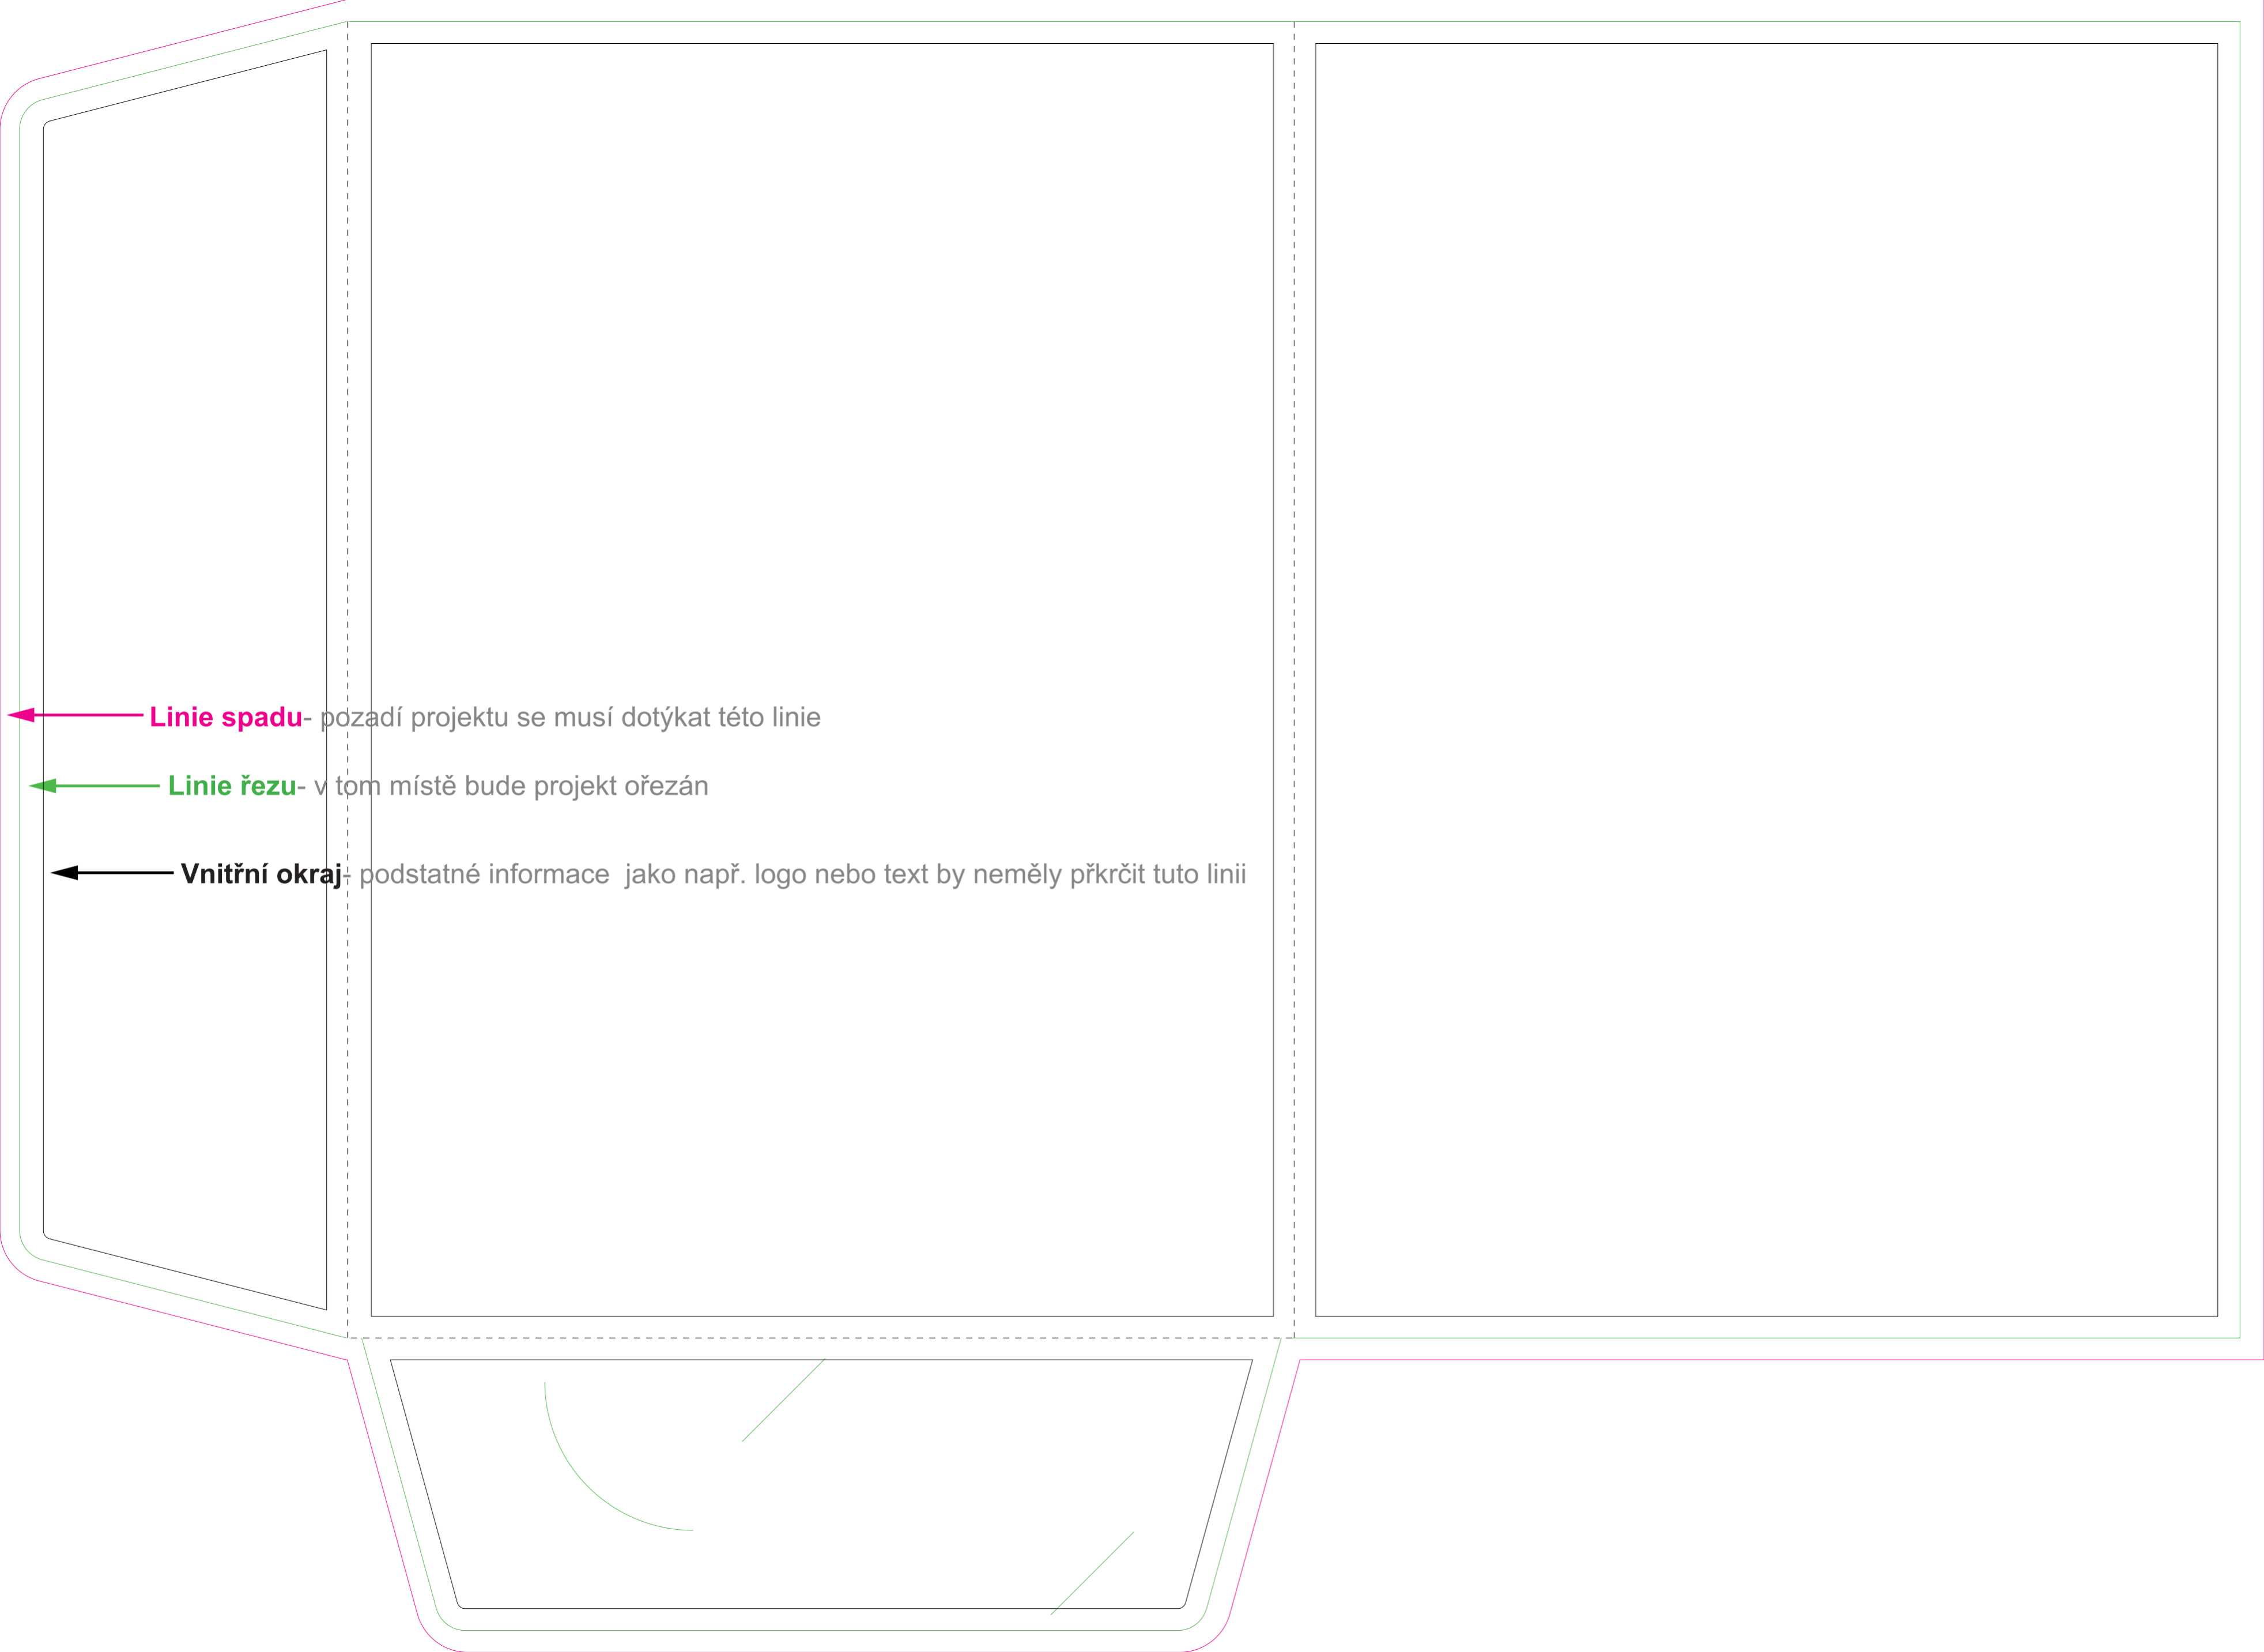 Linie spadu- pozadí projektu se musí dotýkat této linie
Linie řezu- v tom místě bude projekt ořezán
Vnitřní okraj- podstatné informace  jako např. logo nebo text by neměly přkrčit tuto linii